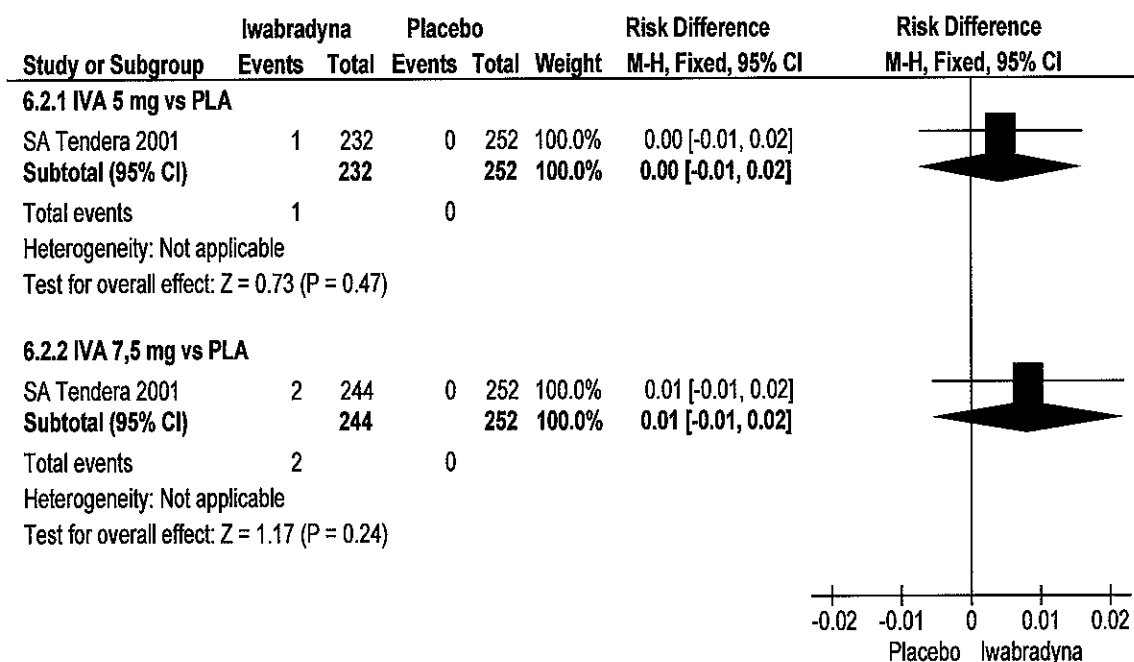 Iwabradyna Placebo Risk Difference Risk Difference
Study or Subgroup Events Total Events Total Weight M-H, Fixed, 95% CI M-H, Fixed, 95% CI
6.2.1 IVA 5 mg vs PLA
SA Tendera 2001 1 232 0 252 100.0% 0.00 [-0.01, 0.02]
Subtotal (95% CI) 232 252 100.0% 0.00 [-0.01, 0.02]
Total events 1 0
Heterogeneity: Not applicable
Test for overall effect: Z = 0.73 (P = 0.47)
6.2.2 IVA 7,5 mg vs PLA
SA Tendera 2001 2 244 0 252 100.0% 0.01 [-0.01, 0.02]
Subtotal (95% CI) 244 252 100.0% 0.01 [-0.01, 0.02]
Total events 2 0
Heterogeneity: Not applicable
Test for overall effect: Z = 1.17 (P = 0.24)
-0.02 -0.01 0 0.01 0.02
Placebo Iwabradyna